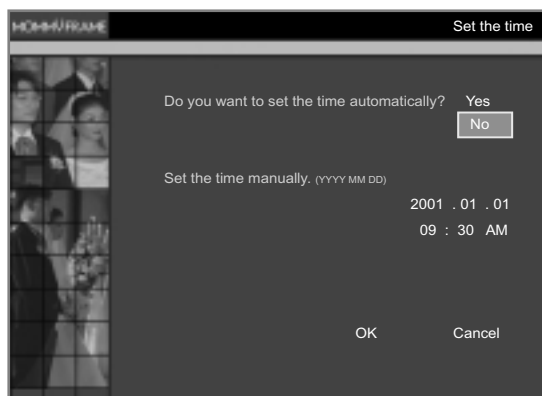 MOMMYFRAME
Set the time
Do you want to set the time automatically? Yes
No
Set the time manually. (YYYY MM DD)
2001 . 01 . 01
09 : 30 AM
OK Cancel